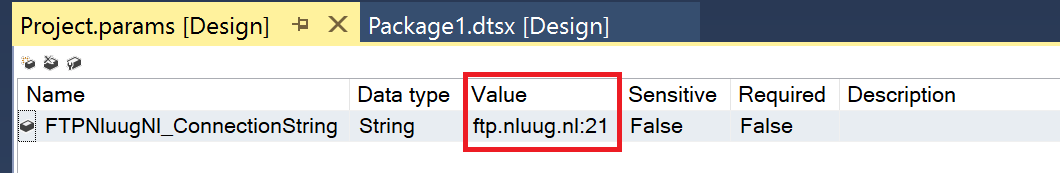 Project.params [Design] Package1.dtsx [Design]
Name Data type Value Sensitive Required Description
FTPNluugNl_ConnectionString String ftp.nluug.nl:21 False False